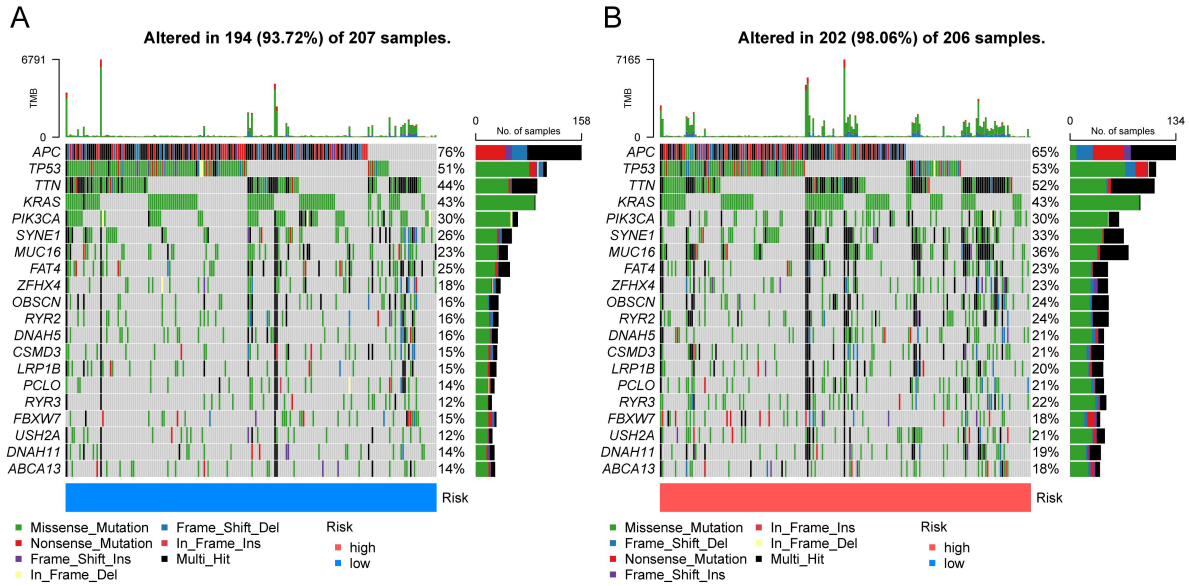 A
Altered in 194 (93.72%) of 207 samples.
6791
TMB
0
0
No. of samples
158
APC 76%
TP53 51%
TTN 44%
KRAS 43%
PIK3CA 30%
SYNE1 26%
MUC16 23%
FAT4 25%
ZFHX4 18%
OBSCN 16%
RYR2 16%
DNAH5 16%
CSMD3 15%
LRP1B 15%
PCLO 14%
RYR3 12%
FBXW7 15%
USH2A 12%
DNAH11 14%
ABCA13 14%
Risk
Missense_Mutation
Nonsense_Mutation
Frame_Shift_Ins
In_Frame_Del
Frame_Shift_Del
In_Frame_Ins
Multi_Hit
Risk
high
low
B
Altered in 202 (98.06%) of 206 samples.
7165
TMB
0
0
No. of samples
134
APC 65%
TP53 53%
TTN 52%
KRAS 43%
PIK3CA 30%
SYNE1 33%
MUC16 36%
FAT4 23%
ZFHX4 23%
OBSCN 24%
RYR2 24%
DNAH5 21%
CSMD3 21%
LRP1B 20%
PCLO 21%
RYR3 22%
FBXW7 18%
USH2A 21%
DNAH11 19%
ABCA13 18%
Risk
Missense_Mutation
Frame_Shift_Del
Nonsense_Mutation
Frame_Shift_Ins
In_Frame_Ins
In_Frame_Del
Multi_Hit
Risk
high
low